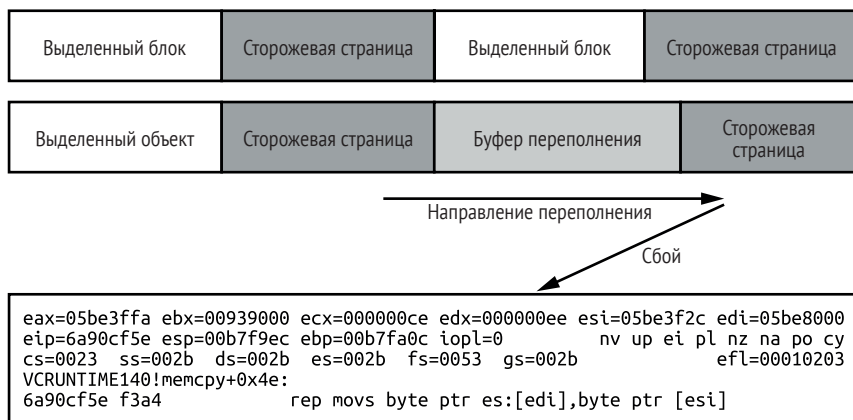 Выделенный блок
Сторожевая страница
Выделенный блок
Сторожевая страница
Выделенный объект
Сторожевая страница
Буфер переполнения
Сторожевая
страница
Направление переполнения
Сбой
eax=05be3ffa ebx=00939000 ecx=000000ce edx=000000ee esi=05be3f2c edi=05be8000
eip=6a90cf5e esp=00b7f9ec ebp=00b7fa0c iopl=0 nv up ei pl nz na po cy
cs=0023 ss=002b ds=002b es=002b fs=0053 gs=002b efl=00010203
VCRUNTIME140!memcpy+0x4e:
6a90cf5e f3a4 rep movs byte ptr es:[edi],byte ptr [esi]